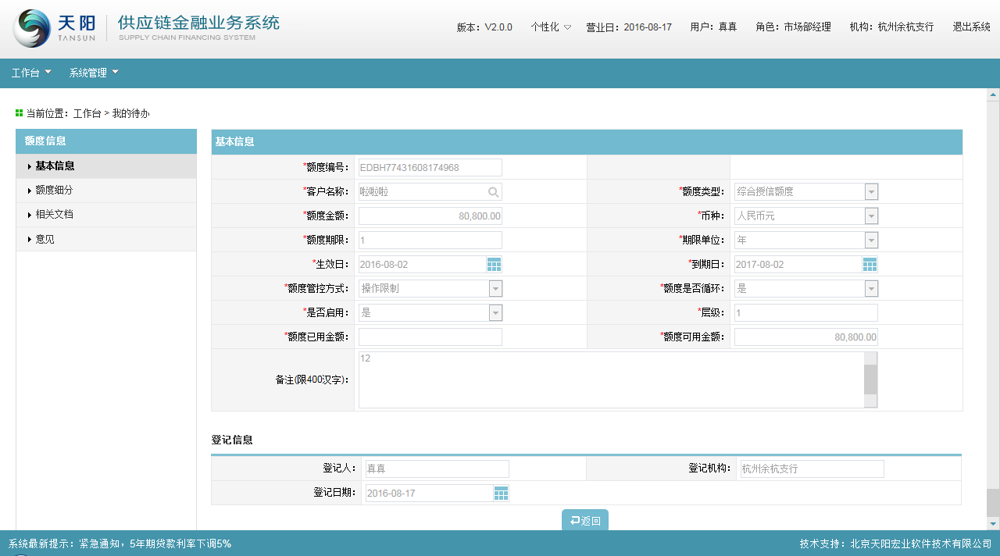 天阳 TANSUN 供应链金融业务系统
SUPPLY CHAIN FINANCING SYSTEM
版本：V2.0.0 个性化 营业日：2016-08-17 用户：真真 角色：市场部经理 机构：杭州余杭支行 退出系统
工作台 系统管理
当前位置：工作台 > 我的待办
额度信息
基本信息
额度细分
相关文档
意见
基本信息
*额度编号： EDBH77431608174968
*客户名称： 啦啦啦 *额度类型： 综合授信额度
*额度金额： 80,800.00 *币种： 人民币元
*额度期限： 1 *期限单位： 年
*生效日： 2016-08-02 *到期日： 2017-08-02
*额度管控方式： 操作限制 *额度是否循环： 是
*是否启用： 是 *层级： 1
*额度已用金额： *额度可用金额： 80,800.00
备注(限400汉字)： 12
登记信息
登记人： 真真 登记机构： 杭州余杭支行
登记日期： 2016-08-17
返回
系统最新提示：紧急通知，5年期贷款利率下调5% 技术支持：北京天阳宏业软件技术有限公司